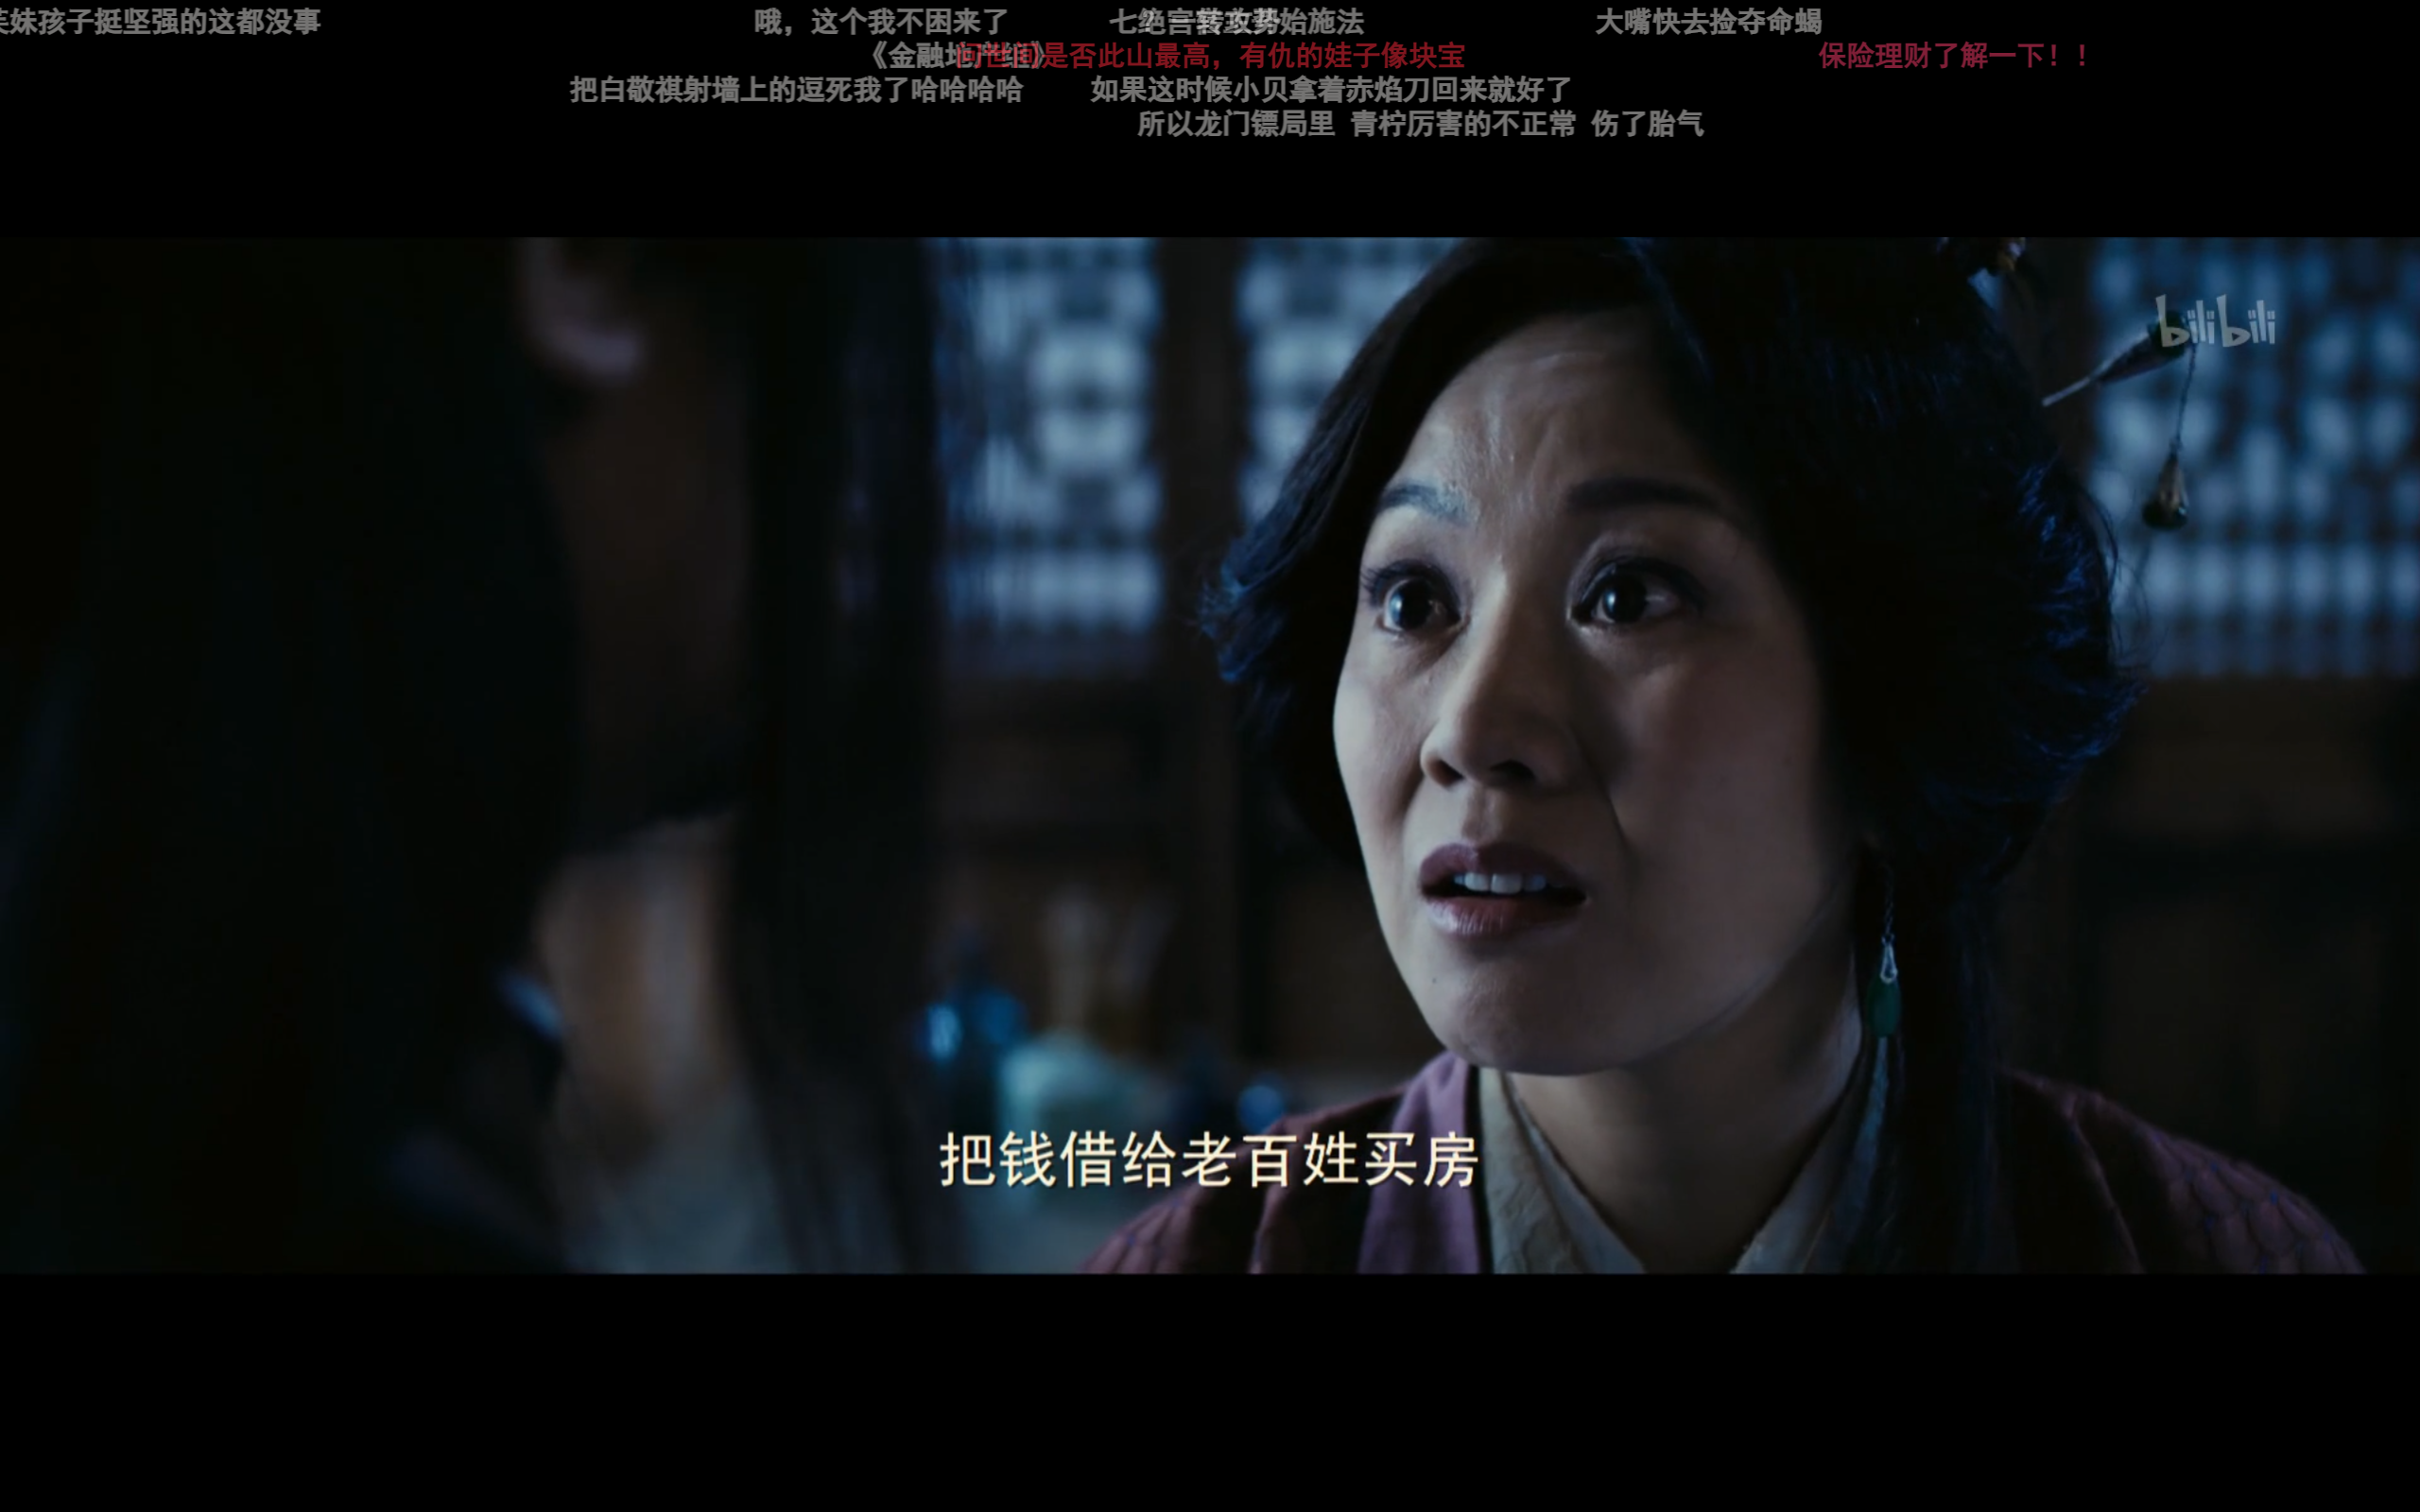 妹孩子挺坚强的这都没事
哦，这个我不困来了
大嘴快去捡夺命蝎
是否此山最高，有仇的娃子像块宝
保险理财了解一下！！
把白敬祺射墙上的逗死我了哈哈哈哈
如果这时候小贝拿着赤焰刀回来就好了
所以龙门镖局里 青柠厉害的不正常 伤了胎气
bilibili
把钱借给老百姓买房